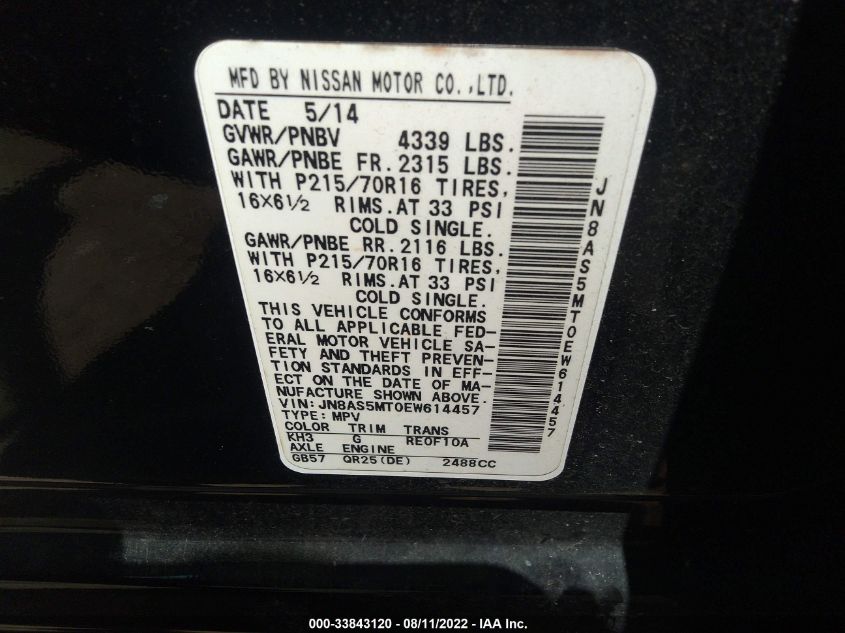 MFD BY NISSAN MOTOR CO.,LTD.
DATE 5/14
GVWR/PNBV 4339 LBS.
GAWR/PNBE FR. 2315 LBS.
WITH P215/70R16 TIRES,
16X6½ RIMS. AT 33 PSI
COLD SINGLE.
GAWR/PNBE RR. 2116 LBS.
WITH P215/70R16 TIRES,
16X6½ RIMS. AT 33 PSI
COLD SINGLE.
THIS VEHICLE CONFORMS
TO ALL APPLICABLE FED-
ERAL MOTOR VEHICLE SA-
FETY AND THEFT PREVEN-
TION STANDARDS IN EFF-
ECT ON THE DATE OF MA-
NUFACTURE SHOWN ABOVE.
VIN: JN8AS5MT0EW614457
TYPE: MPV
COLOR TRIM TRANS
KH3 G RE0F10A
AXLE ENGINE
GB57 QR25(DE) 2488CC
JN8AS5MT0EW614457
000-33843120 - 08/11/2022 - IAA Inc.